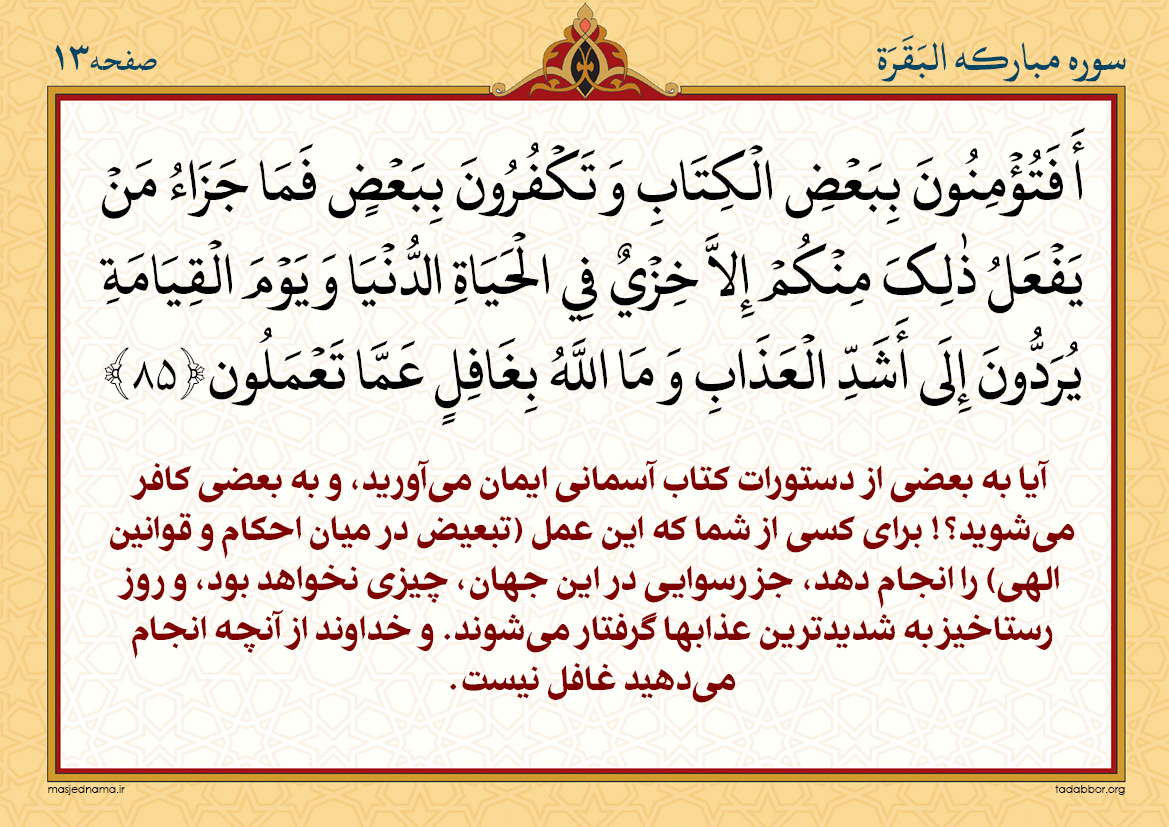 سوره مبارکه البَقَرَة
صفحه۱۳
أَ فَتُؤْمِنُونَ بِبَعْضِ الْكِتَابِ وَ تَكْفُرُونَ بِبَعْضٍ فَمَا جَزَاءُ مَنْ
يَفْعَلُ ذٰلِکَ مِنْكُمْ إِلاَّ خِزْيٌ فِي الْحَيَاةِ الدُّنْيَا وَ يَوْمَ الْقِيَامَةِ
يُرَدُّونَ إِلَى أَشَدِّ الْعَذَابِ وَ مَا اللَّهُ بِغَافِلٍ عَمَّا تَعْمَلُون ﴿۸۵﴾
آیا به بعضی از دستورات کتاب آسمانی ایمان می‌آورید، و به بعضی کافر
می‌شوید؟! برای کسی از شما که این عمل (تبعیض در میان احکام و قوانین
الهی) را انجام دهد، جز رسوایی در این جهان، چیزی نخواهد بود، و روز
رستاخیز به شدیدترین عذابها گرفتار می‌شوند. و خداوند از آنچه انجام
می‌دهید غافل نیست.
masjednama.ir
tadabbor.org